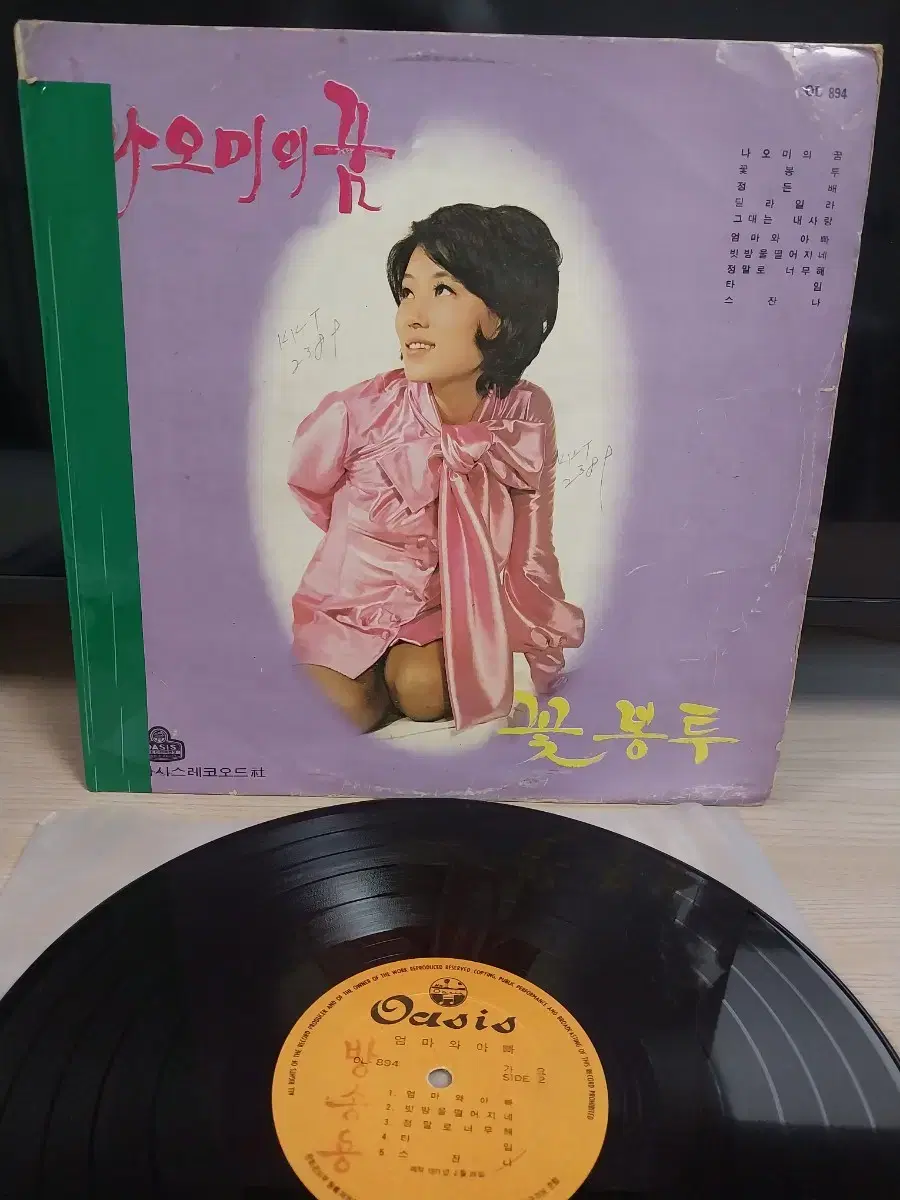 OL 894
나오미의 꿈
나오미의 꿈
꽃봉투
정든배
딜라일라
그대는 내사랑
엄마와 아빠
빗방울떨어지네
정말로 너무해
타임
스잔나
2389
2389
꽃봉투
OASIS
사스레코오드社
ALL RIGHTS OF THE RECORD PRODUCER AND OF THE OWNER OF THE WORK REPRODUCED RESERVED COPYING, PUBLIC PERFORMANCE AND BROADCASTING OF THIS RECORD PROHIBITED
Oasis
엄마와아빠
OL-894
SIDE 2
방송용
1. 엄마와아빠
2. 빗방울떨어지네
3. 정말로너무해
4. 타임
5. 스잔나